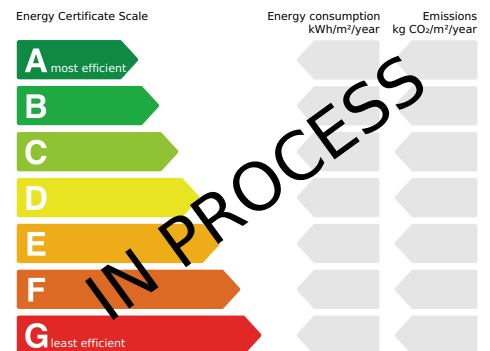 Energy Certificate Scale
Energy consumption
kWh/m²/year
Emissions
kg CO₂/m²/year
A most efficient
B
C
D
E
F
G least efficient
IN PROCESS